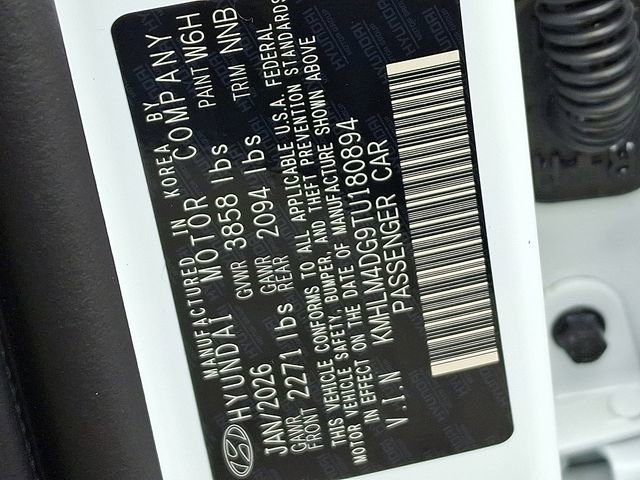 MANUFACTURED IN KOREA BY
HYUNDAI MOTOR COMPANY
JAN/2026 GVWR 3858 lbs PAINT W6H
GAWR FRONT 2271 lbs GAWR REAR 2094 lbs TRIM NNB
THIS VEHICLE CONFORMS TO ALL APPLICABLE U.S.A. FEDERAL
MOTOR VEHICLE SAFETY, BUMPER, AND THEFT PREVENTION STANDARDS
IN EFFECT ON THE DATE OF MANUFACTURE SHOWN ABOVE
V.I.N KMHLM4DG9TU180894
PASSENGER CAR